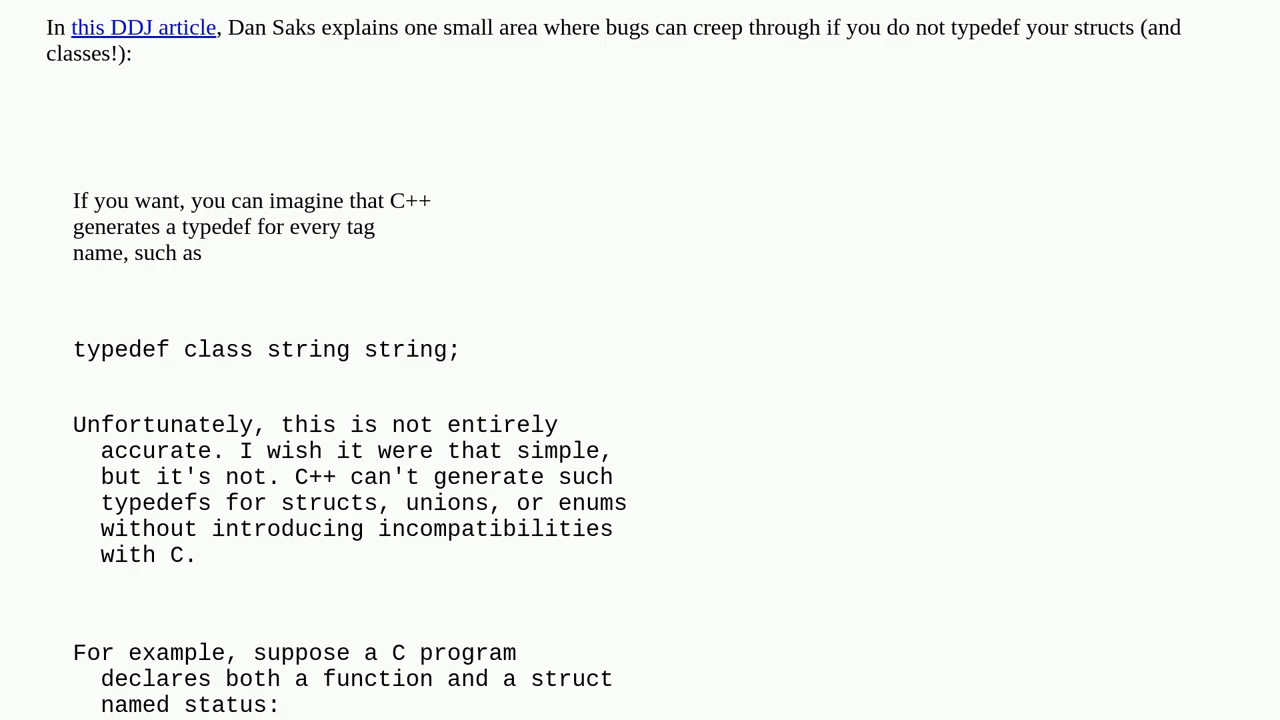 In this DDJ article, Dan Saks explains one small area where bugs can creep through if you do not typedef your structs (and
classes!):
If you want, you can imagine that C++
generates a typedef for every tag
name, such as
typedef class string string;
Unfortunately, this is not entirely
accurate. I wish it were that simple,
but it's not. C++ can't generate such
typedefs for structs, unions, or enums
without introducing incompatibilities
with C.
For example, suppose a C program
declares both a function and a struct
named status: